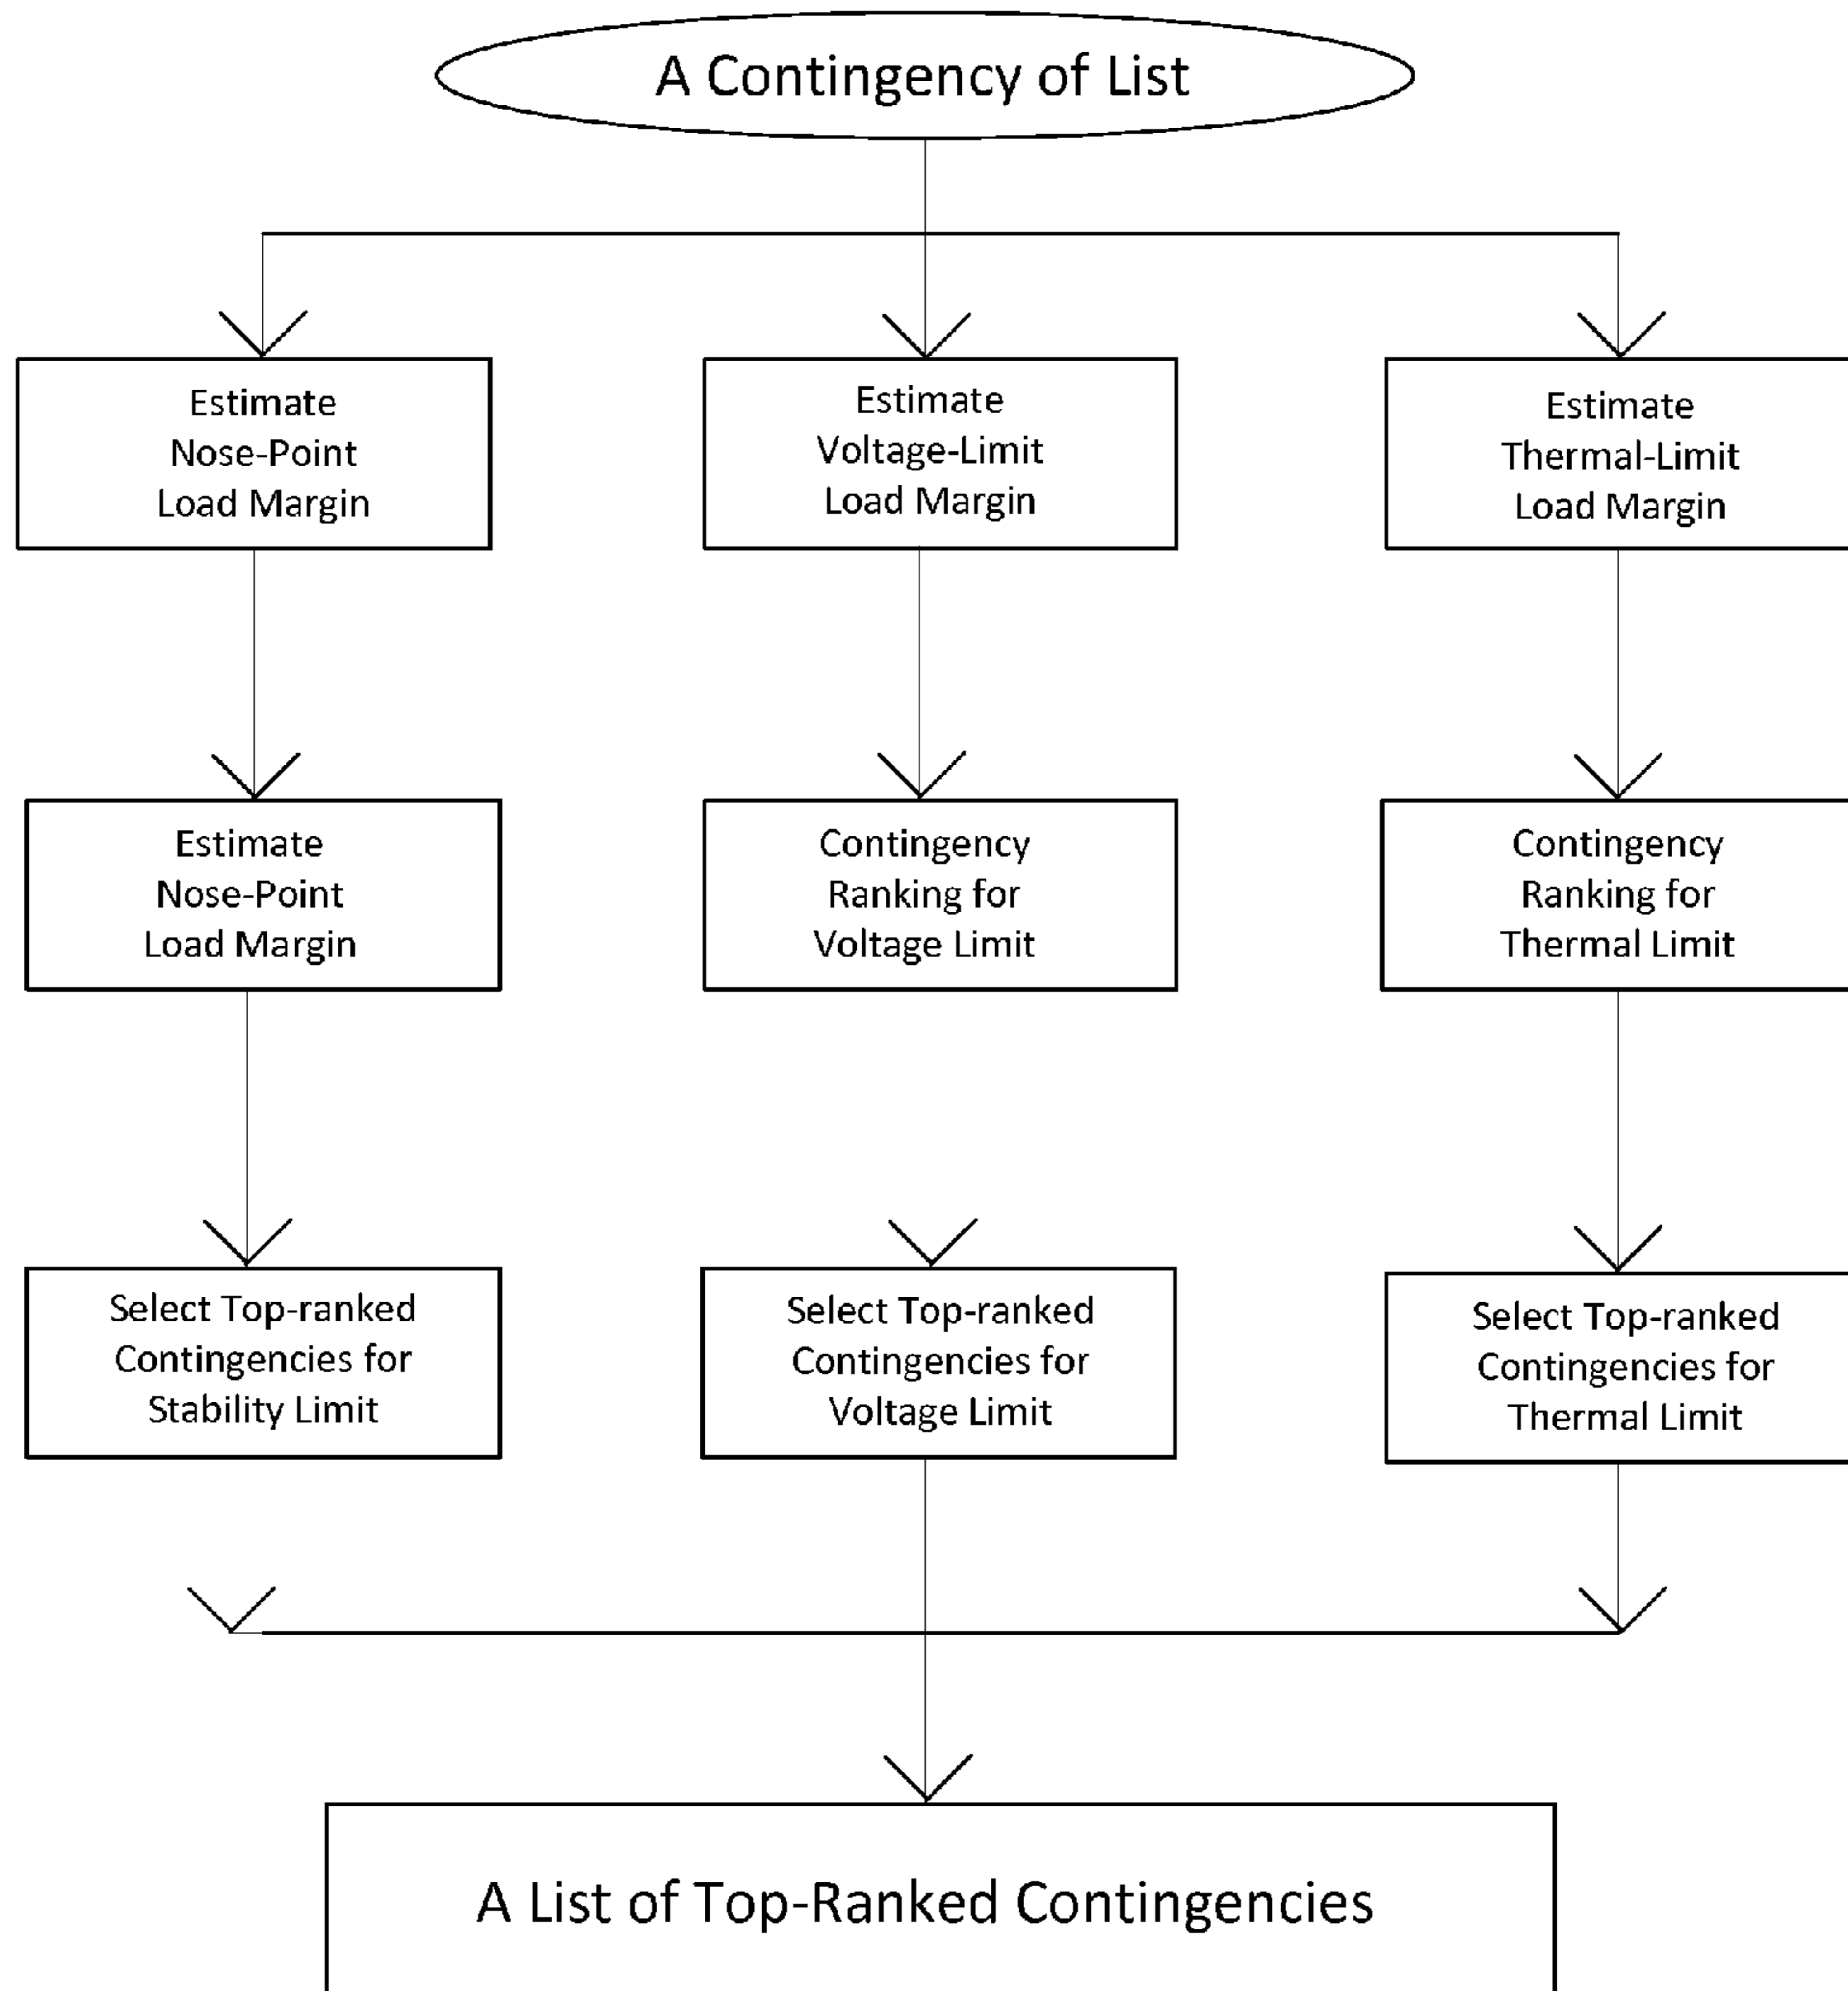 A Contingency of List
Estimate
Nose-Point
Load Margin
Estimate
Voltage-Limit
Load Margin
Estimate
Thermal-Limit
Load Margin
Estimate
Nose-Point
Load Margin
Contingency
Ranking for
Voltage Limit
Contingency
Ranking for
Thermal Limit
Select Top-ranked
Contingencies for
Stability Limit
Select Top-ranked
Contingencies for
Voltage Limit
Select Top-ranked
Contingencies for
Thermal Limit
A List of Top-Ranked Contingencies